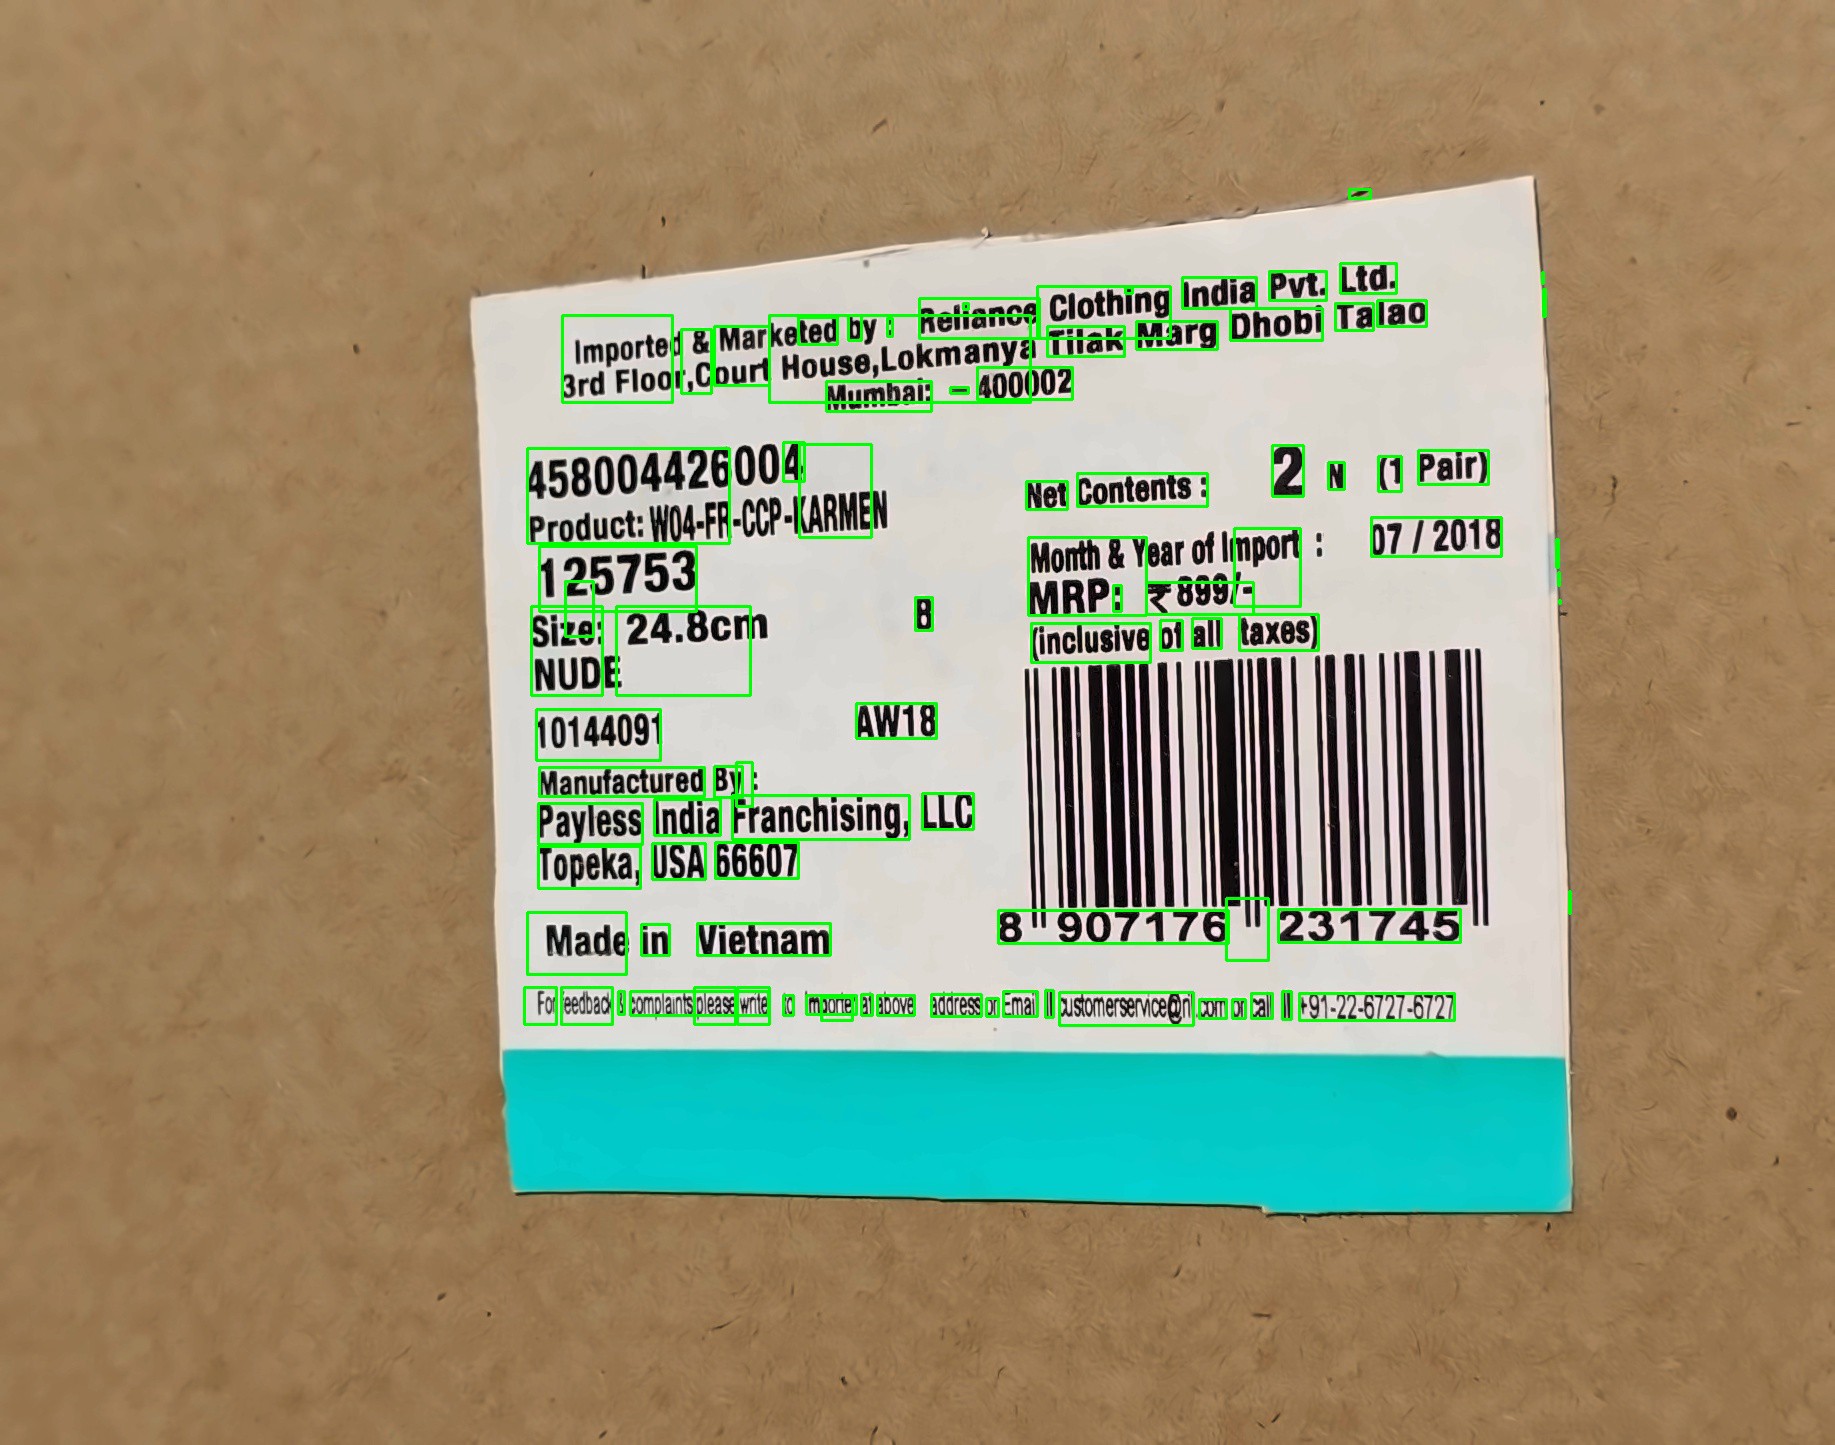 Imported & Marketed by : Reliance Clothing India Pvt. Ltd.
3rd Floor,Court House,Lokmanya Tilak Marg Dhobi Talao
Mumbai: – 400002
458004426004
Product: W04-FR-CCP-KARMEN
125753
Size: 24.8cm 8
NUDE
10144091 AW18
Manufactured By :
Payless India Franchising, LLC
Topeka, USA 66607
Made in Vietnam
Net Contents : 2 N (1 Pair)
Month & Year of Import : 07 / 2018
MRP: ₹ 899/-
(inclusive of all taxes)
8 907176 231745
For feedback & complaints please write to Importer at above address or Email customerservice@ .com or call +91-22-6727-6727